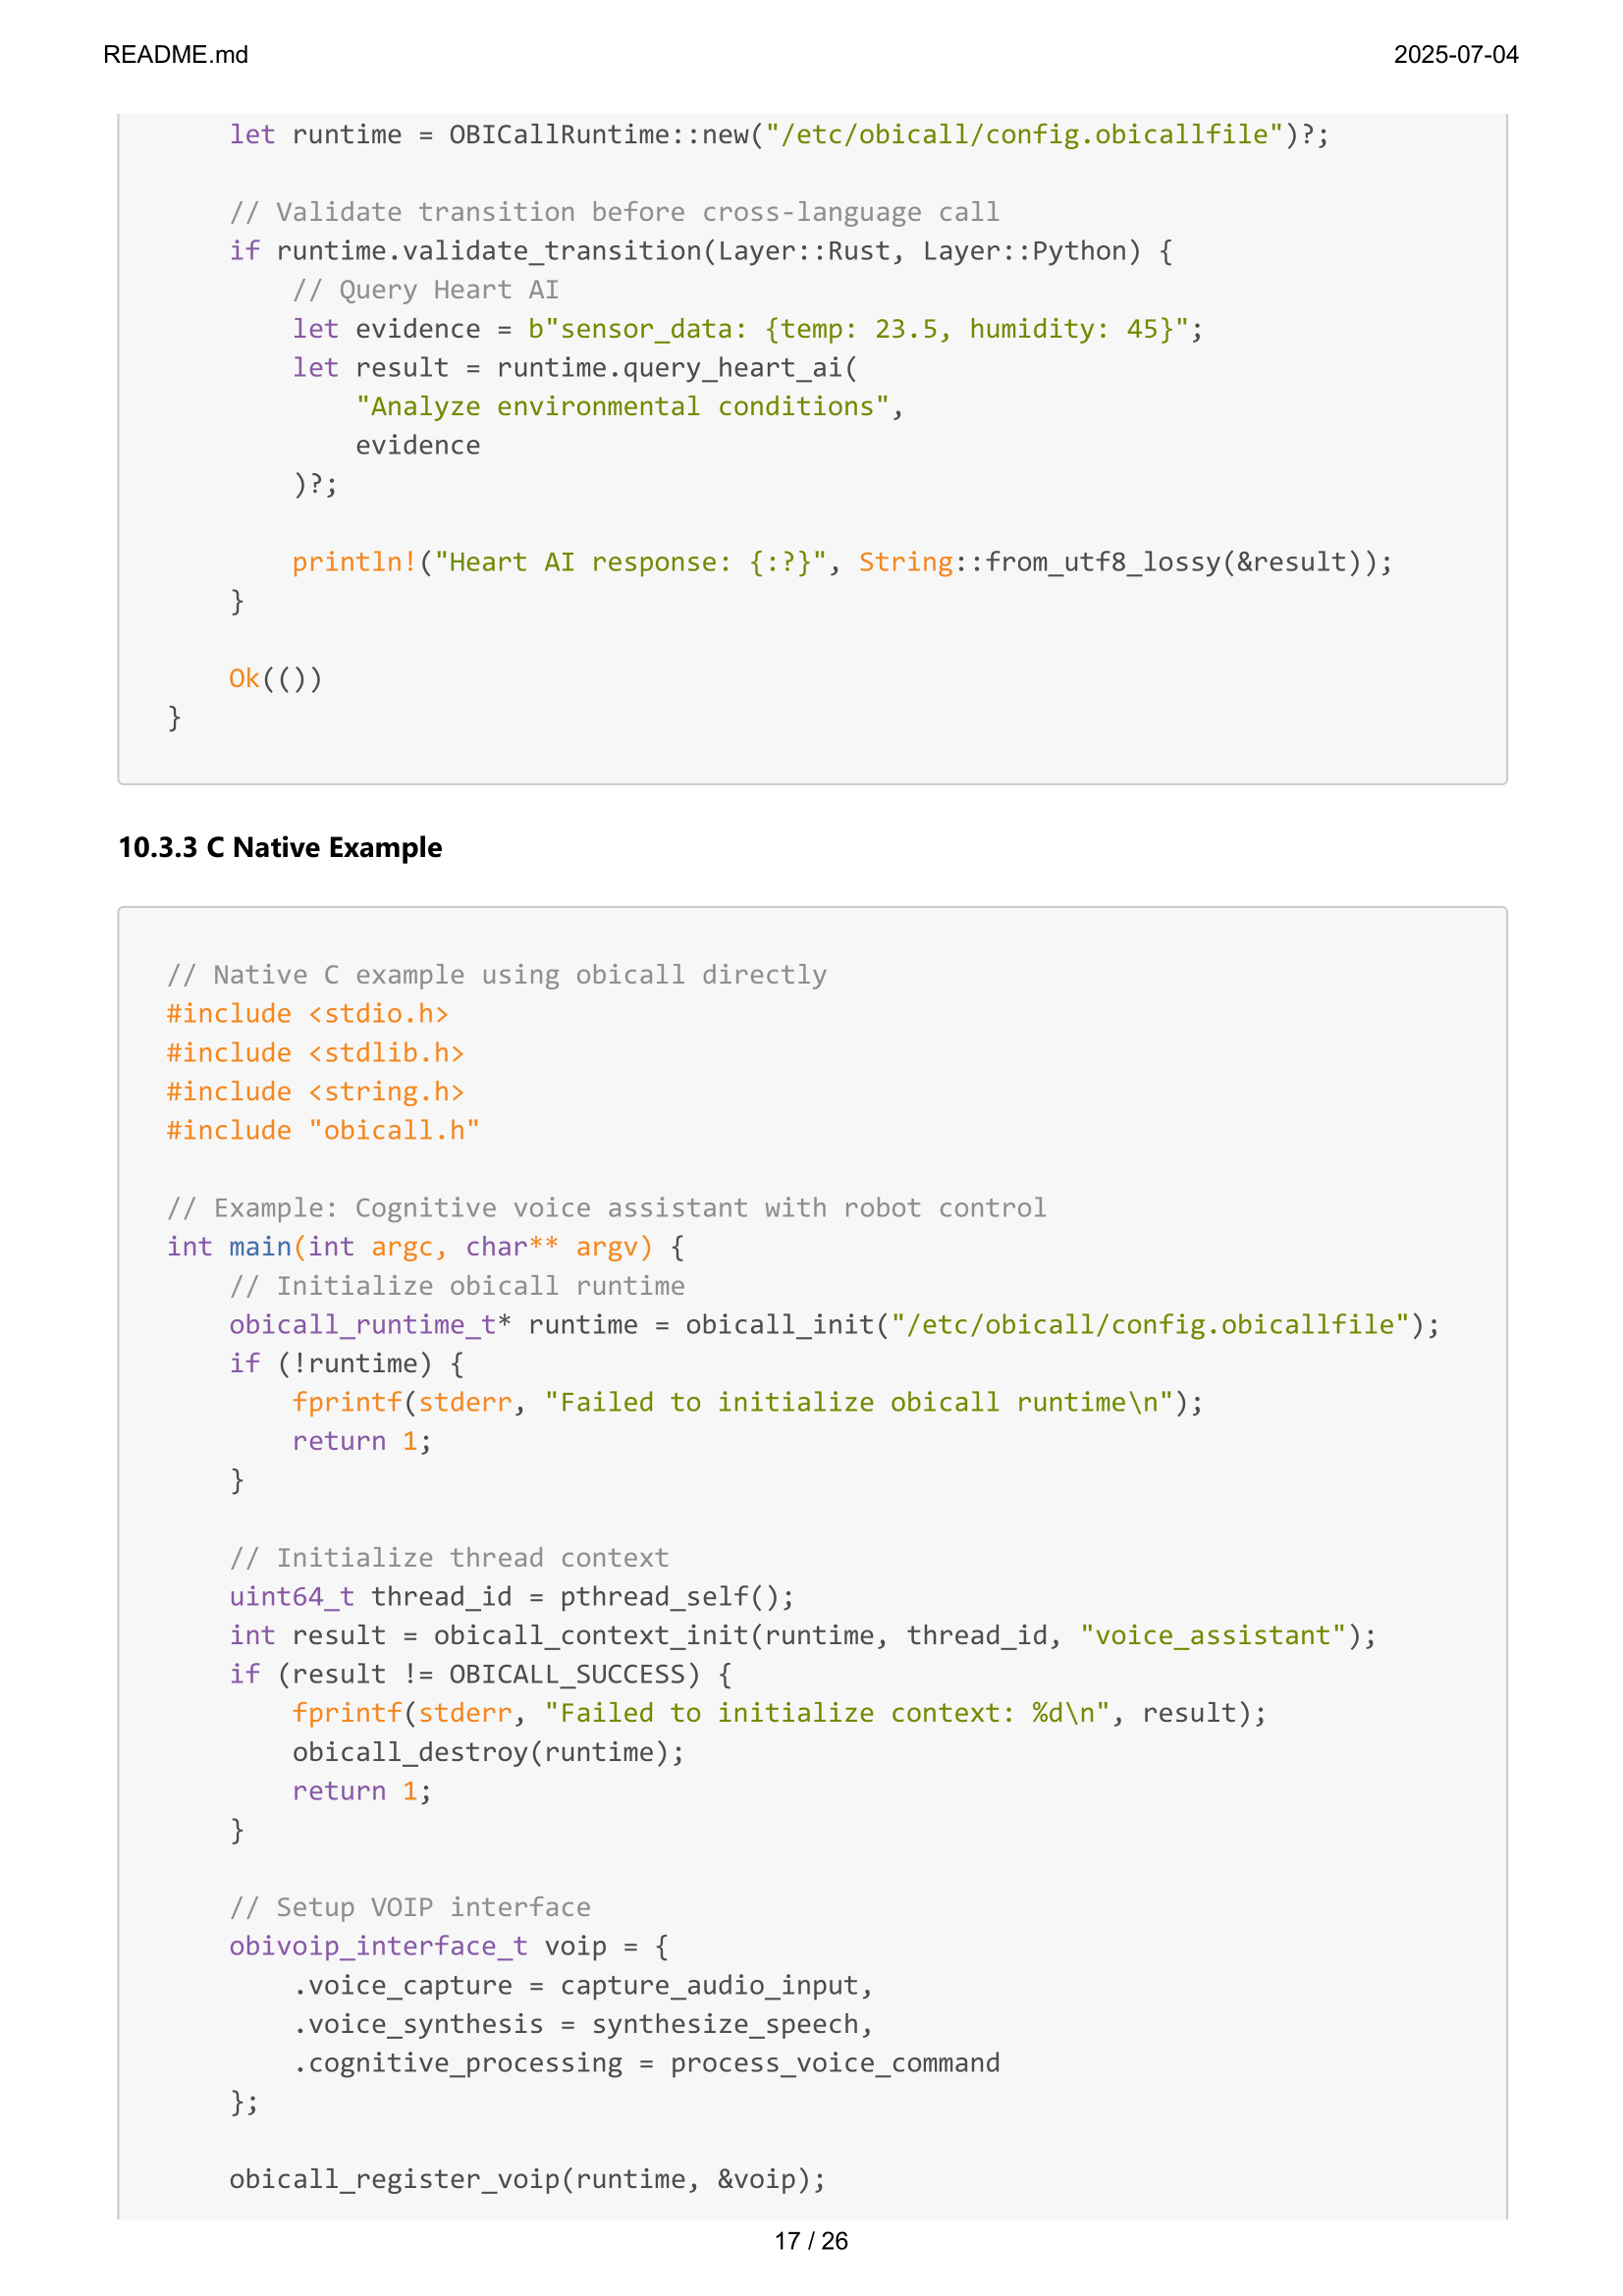 README.md
2025-07-04
    let runtime = OBICallRuntime::new("/etc/obicall/config.obicallfile")?;

    // Validate transition before cross-language call
    if runtime.validate_transition(Layer::Rust, Layer::Python) {
        // Query Heart AI
        let evidence = b"sensor_data: {temp: 23.5, humidity: 45}";
        let result = runtime.query_heart_ai(
            "Analyze environmental conditions",
            evidence
        )?;

        println!("Heart AI response: {:?}", String::from_utf8_lossy(&result));
    }

    Ok(())
}

10.3.3 C Native Example

// Native C example using obicall directly
#include <stdio.h>
#include <stdlib.h>
#include <string.h>
#include "obicall.h"

// Example: Cognitive voice assistant with robot control
int main(int argc, char** argv) {
    // Initialize obicall runtime
    obicall_runtime_t* runtime = obicall_init("/etc/obicall/config.obicallfile");
    if (!runtime) {
        fprintf(stderr, "Failed to initialize obicall runtime\n");
        return 1;
    }

    // Initialize thread context
    uint64_t thread_id = pthread_self();
    int result = obicall_context_init(runtime, thread_id, "voice_assistant");
    if (result != OBICALL_SUCCESS) {
        fprintf(stderr, "Failed to initialize context: %d\n", result);
        obicall_destroy(runtime);
        return 1;
    }

    // Setup VOIP interface
    obivoip_interface_t voip = {
        .voice_capture = capture_audio_input,
        .voice_synthesis = synthesize_speech,
        .cognitive_processing = process_voice_command
    };

    obicall_register_voip(runtime, &voip);
17 / 26